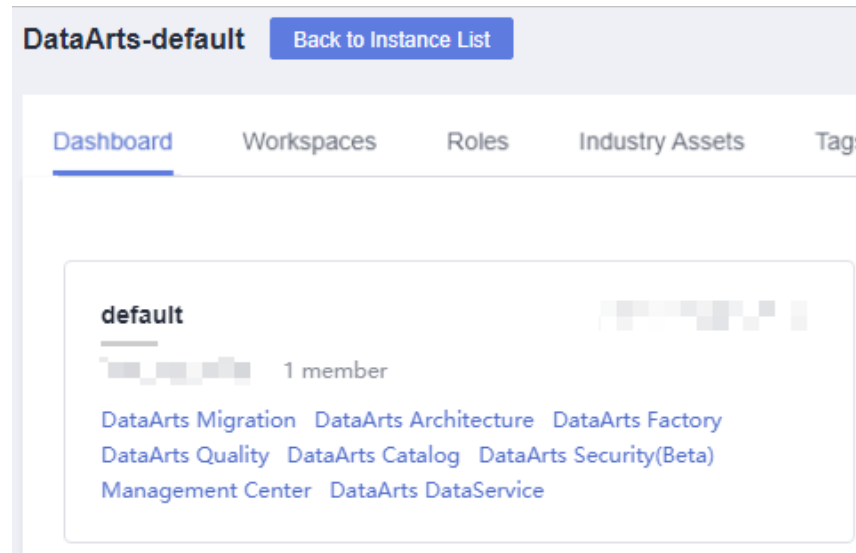 DataArts-default Back to Instance List
Dashboard Workspaces Roles Industry Assets
default
1 member
DataArts Migration DataArts Architecture DataArts Factory
DataArts Quality DataArts Catalog DataArts Security(Beta)
Management Center DataArts DataService